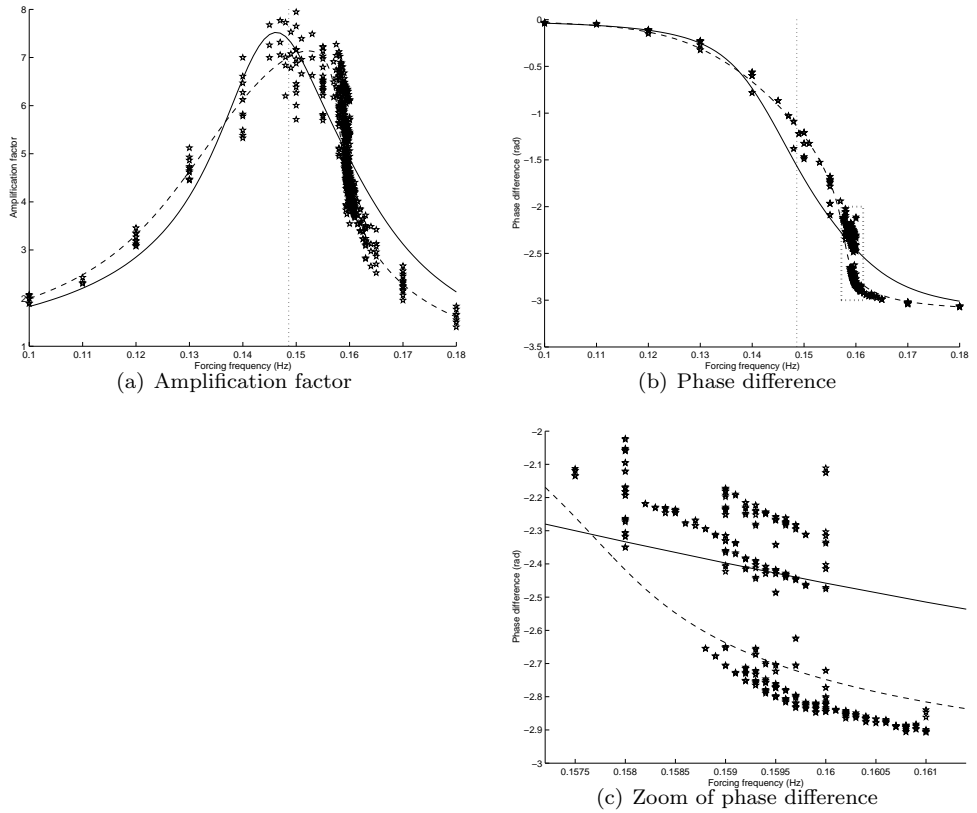 8
7
6
5
4
3
2
1
Amplification factor
0.1 0.11 0.12 0.13 0.14 0.15 0.16 0.17 0.18
Forcing frequency (Hz)
(a) Amplification factor
0
−0.5
−1
−1.5
−2
−2.5
−3
−3.5
Phase difference (rad)
0.1 0.11 0.12 0.13 0.14 0.15 0.16 0.17 0.18
Forcing frequency (Hz)
(b) Phase difference
−2
−2.1
−2.2
−2.3
−2.4
−2.5
−2.6
−2.7
−2.8
−2.9
−3
Phase difference (rad)
0.1575 0.158 0.1585 0.159 0.1595 0.16 0.1605 0.161
Forcing frequency (Hz)
(c) Zoom of phase difference